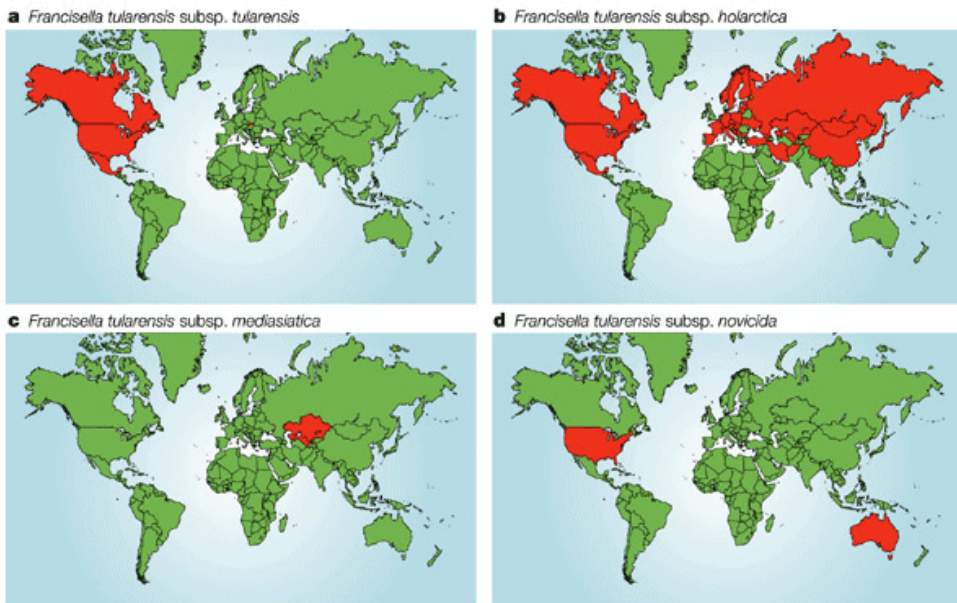 a Francisella tularensis subsp. tularensis
b Francisella tularensis subsp. holarctica
c Francisella tularensis subsp. mediasiatica
d Francisella tularensis subsp. novicida